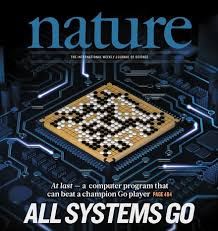 nature
THE INTERNATIONAL WEEKLY JOURNAL OF SCIENCE
At last — a computer program that
can beat a champion Go player PAGE 484
ALL SYSTEMS GO